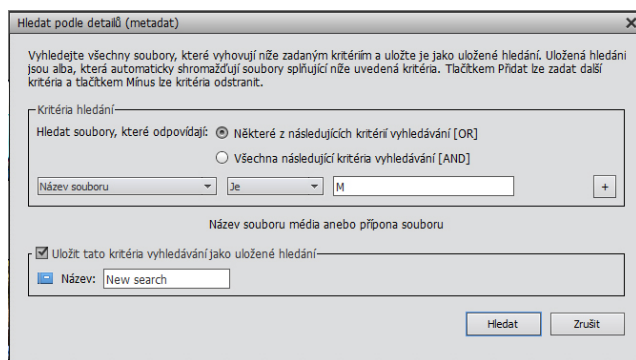 Hledat podle detailů (metadat)
Vyhledejte všechny soubory, které vyhovují níže zadaným kritériím a uložte je jako uložené hledání. Uložená hledání
jsou alba, která automaticky shromažďují soubory splňující níže uvedená kritéria. Tlačítkem Přidat lze zadat další
kritéria a tlačítkem Mínus lze kritéria odstranit.
Kritéria hledání
Hledat soubory, které odpovídají: Některé z následujících kritérií vyhledávání [OR]
Všechna následující kritéria vyhledávání [AND]
Název souboru Je M +
Název souboru média anebo přípona souboru
Uložit tato kritéria vyhledávání jako uložené hledání
Název: New search
Hledat Zrušit